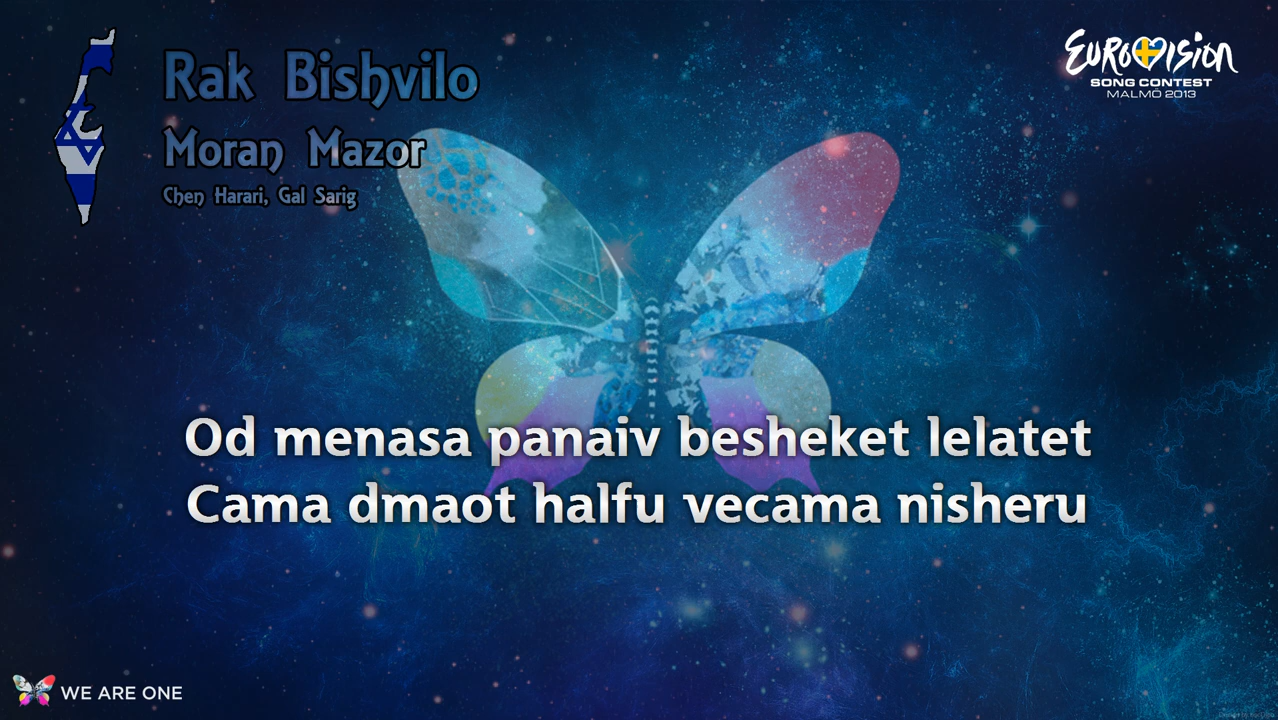 Rak Bishvilo
Moran Mazor
Chen Harari, Gal Sarig
EUROVISION
SONG CONTEST
MALMÖ 2013
Od menasa panaiv besheket lelatet
Cama dmaot halfu vecama nisheru
WE ARE ONE